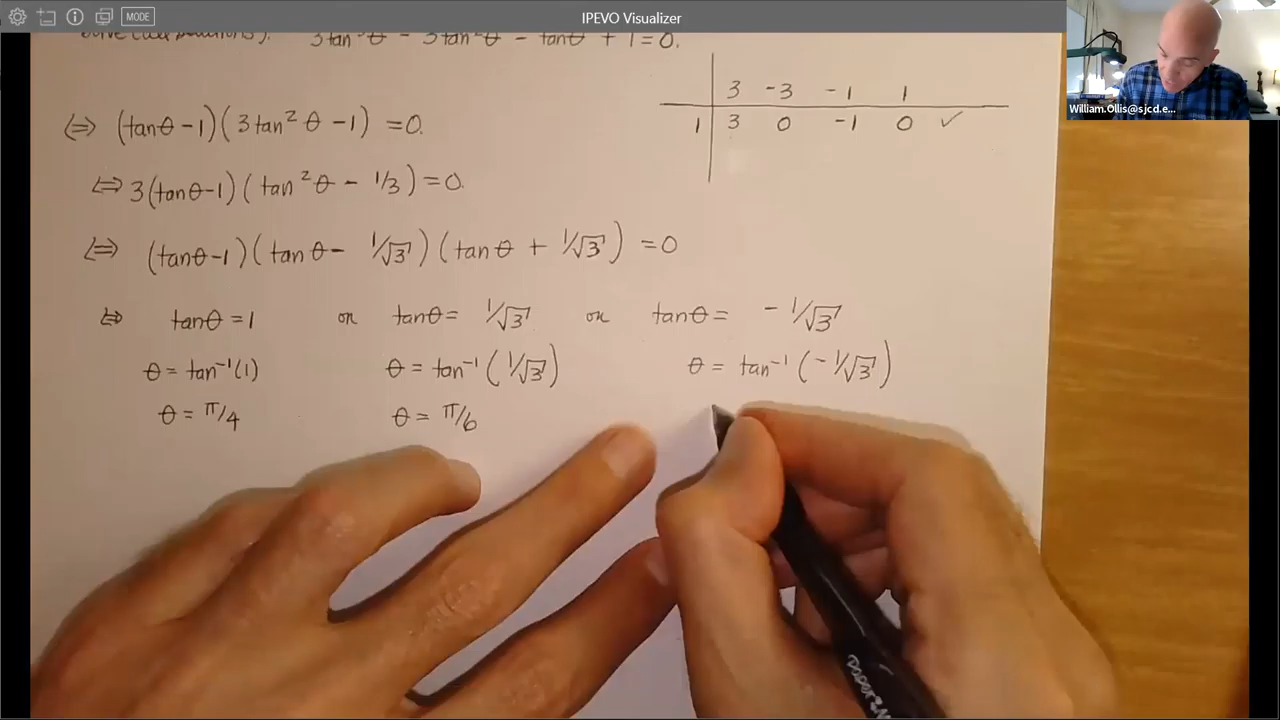 IPEVO Visualizer
MODE
3tan³θ - 3tan²θ - tanθ + 1 = 0.
3 -3 -1 1
1 3 0 -1 0 ✓
William.Ollis@sjcd.e...
⇔ (tanθ-1)(3tan²θ -1) =0.
⇔ 3(tanθ-1)(tan²θ - 1/3) =0.
⇔ (tanθ-1)(tanθ- 1/√3)(tanθ + 1/√3) =0
⇔ tanθ =1 or tanθ= 1/√3 or tanθ= -1/√3
θ = tan⁻¹(1) θ = tan⁻¹(1/√3) θ = tan⁻¹(-1/√3)
θ = π/4 θ = π/6